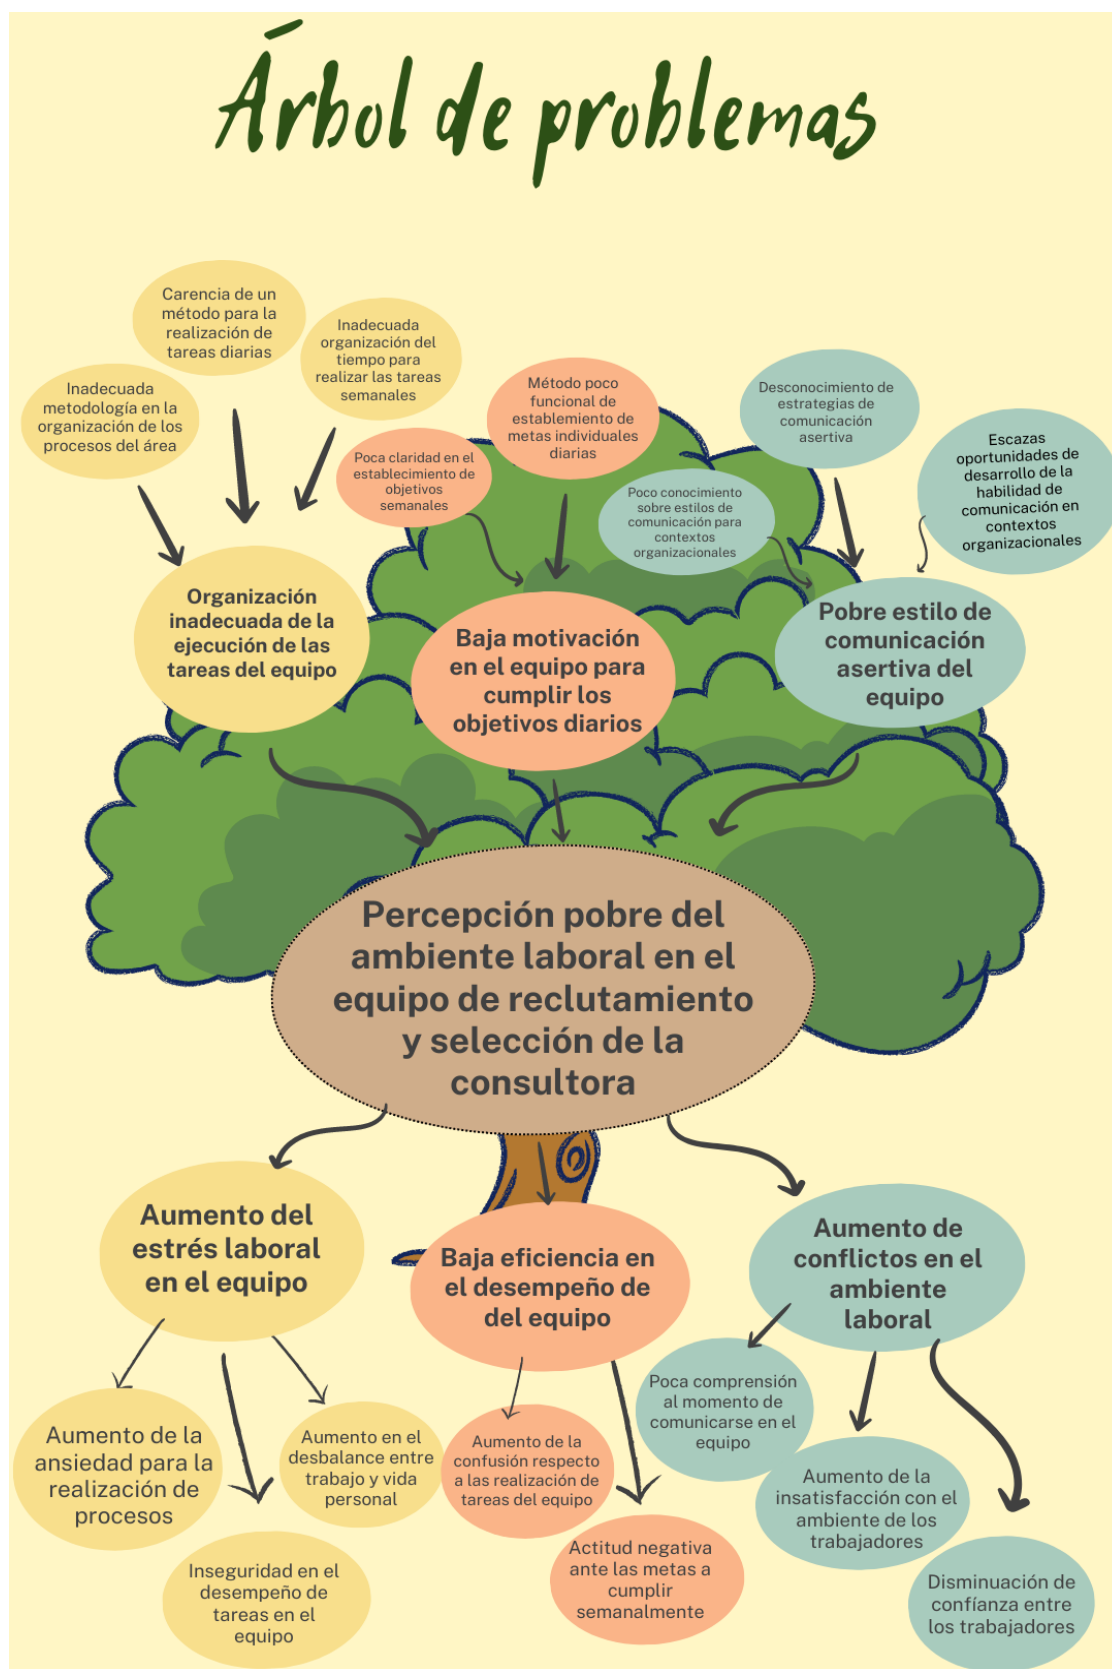 Árbol de problemas
Carencia de un
método para la
realización de
tareas diarias
Inadecuada
organización del
tiempo para
realizar las tareas
semanales
Inadecuada
metodología en la
organización de los
procesos del área
Método poco
funcional de
establemiento de
metas individuales
diarias
Poca claridad en el
establecimiento de
objetivos
semanales
Desconocimiento de
estrategias de
comunicación
asertiva
Poco conocimiento
sobre estilos de
comunicación para
contextos
organizacionales
Escazas
oportunidades de
desarrollo de la
habilidad de
comunicación en
contextos
organizacionales
Organización
inadecuada de la
ejecución de las
tareas del equipo
Baja motivación
en el equipo para
cumplir los
objetivos diarios
Pobre estilo de
comunicación
asertiva del
equipo
Percepción pobre del
ambiente laboral en el
equipo de reclutamiento
y selección de la
consultora
Aumento del
estrés laboral
en el equipo
Baja eficiencia en
el desempeño de
del equipo
Aumento de
conflictos en el
ambiente
laboral
Aumento de la
ansiedad para la
realización de
procesos
Aumento en el
desbalance entre
trabajo y vida
personal
Inseguridad en el
desempeño de
tareas en el
equipo
Aumento de la
confusión respecto
a las realización de
tareas del equipo
Actitud negativa
ante las metas a
cumplir
semanalmente
Poca comprensión
al momento de
comunicarse en el
equipo
Aumento de la
insatisfacción con el
ambiente de los
trabajadores
Disminuación de
confíanza entre
los trabajadores